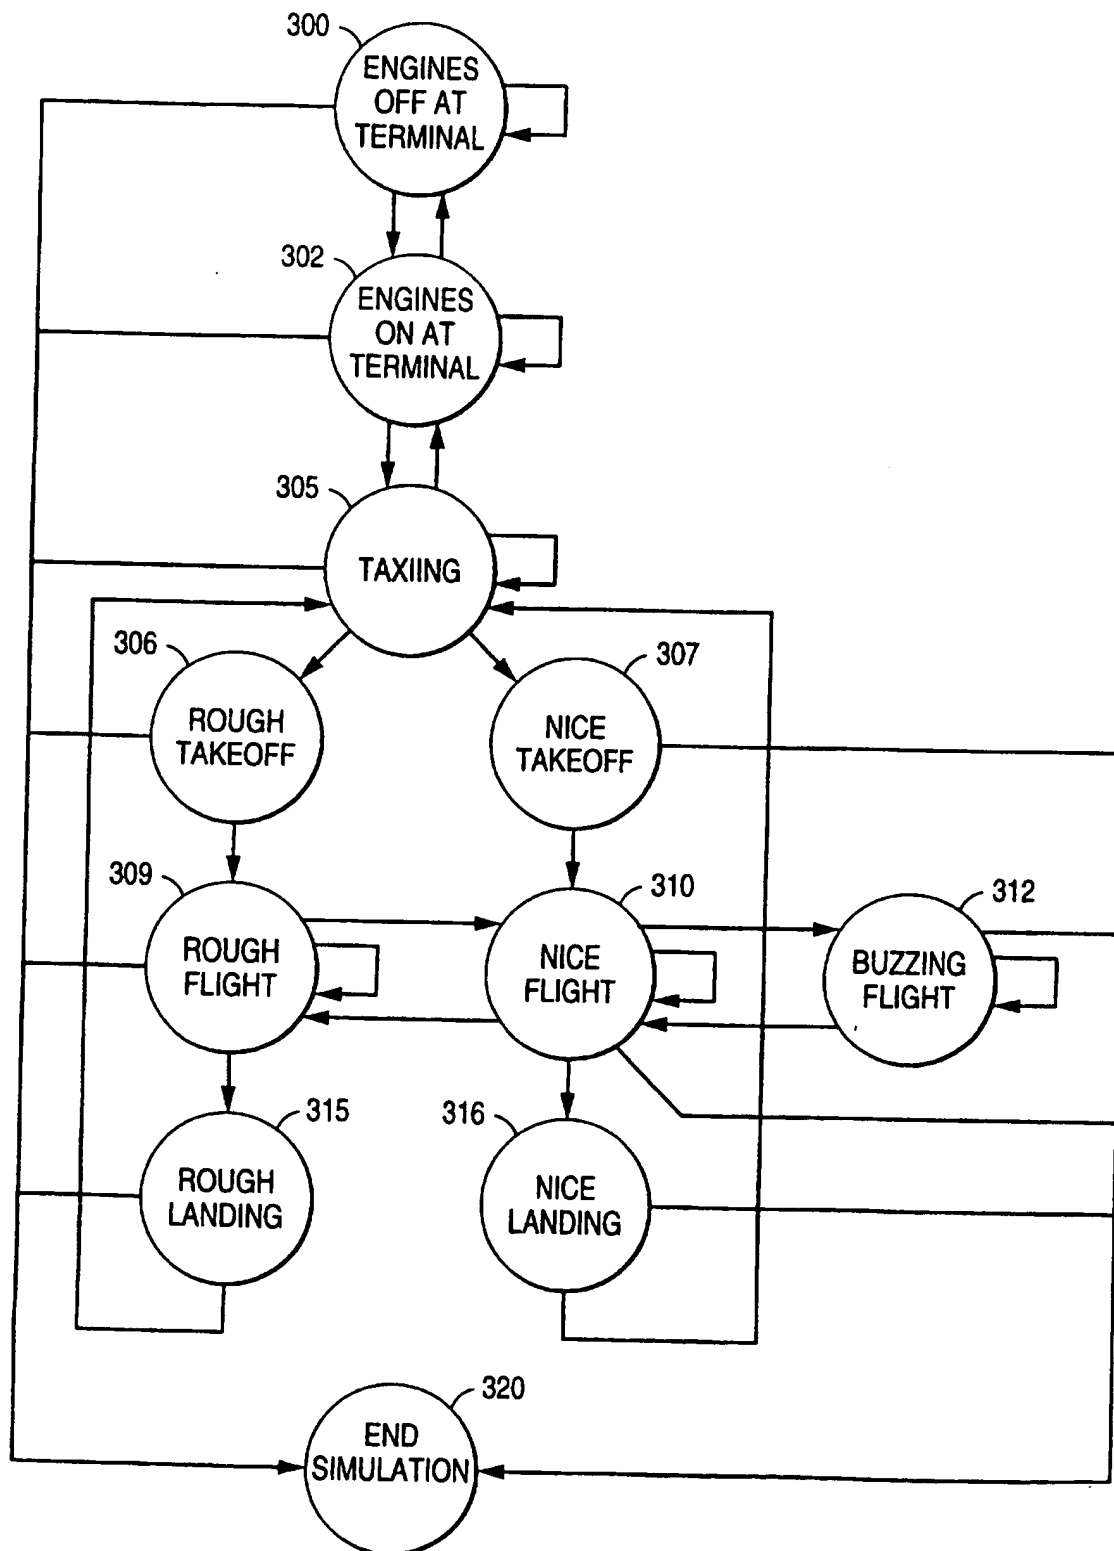 300
ENGINES
OFF AT
TERMINAL
302
ENGINES
ON AT
TERMINAL
305
TAXIING
306
ROUGH
TAKEOFF
307
NICE
TAKEOFF
309
ROUGH
FLIGHT
310
NICE
FLIGHT
312
BUZZING
FLIGHT
315
ROUGH
LANDING
316
NICE
LANDING
320
END
SIMULATION